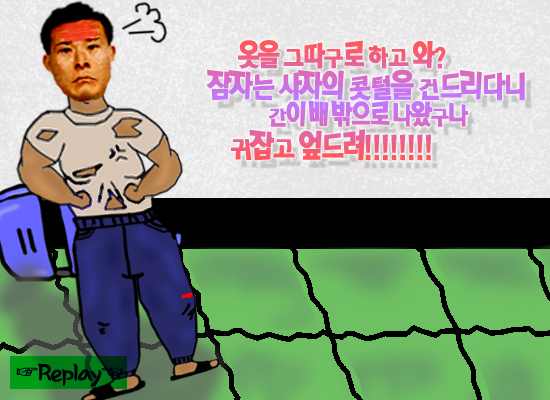 옷을 그따구로 하고 와?
잠자는 사자의 콧털을 건드리다니
간이 배 밖으로 나왔구나
귀잡고 엎드려!!!!!!!!
☞Replay☜